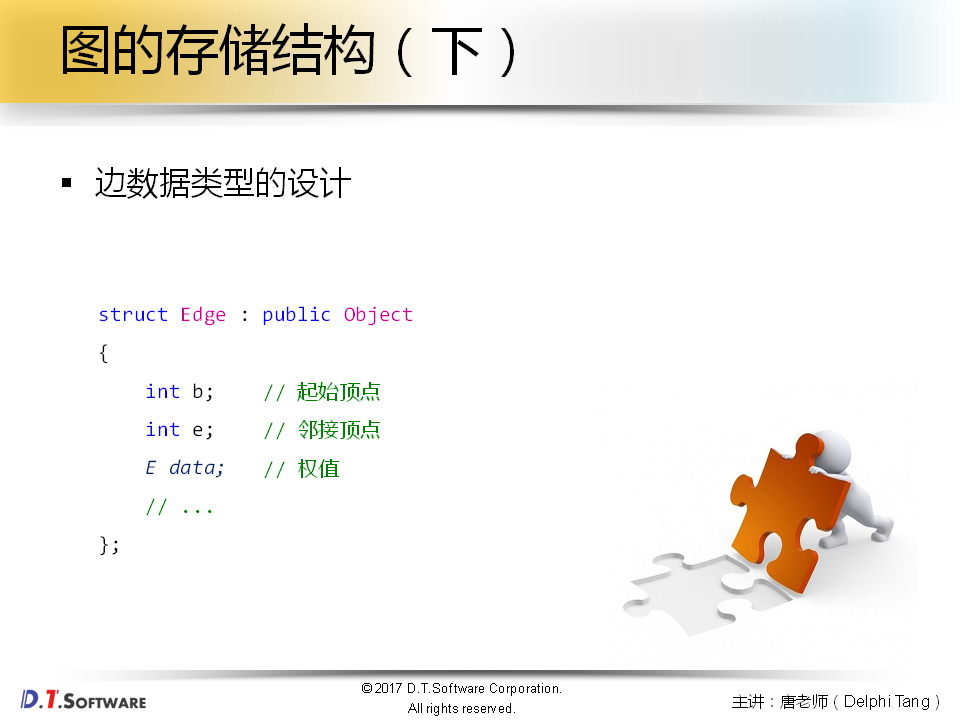 图的存储结构（下）
▪ 边数据类型的设计
struct Edge : public Object
{
    int b;    // 起始顶点
    int e;    // 邻接顶点
    E data;   // 权值
    // ...
};
D.T.SOFTWARE
©2017 D.T.Software Corporation.
All rights reserved.
主讲：唐老师（Delphi Tang）